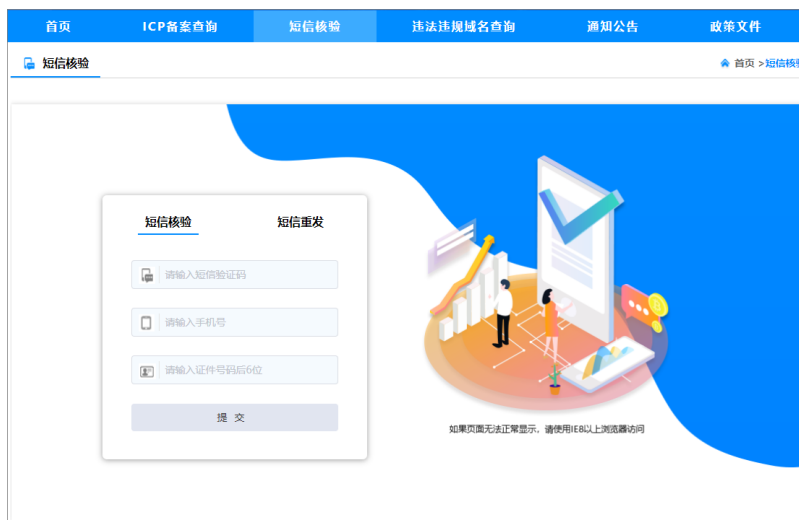 首页 ICP备案查询 短信核验 违法违规域名查询 通知公告 政策文件
短信核验
首页 >短信核验
短信核验 短信重发
请输入短信验证码
请输入手机号
请输入证件号码后6位
提 交
如果页面无法正常显示，请使用IE8以上浏览器访问